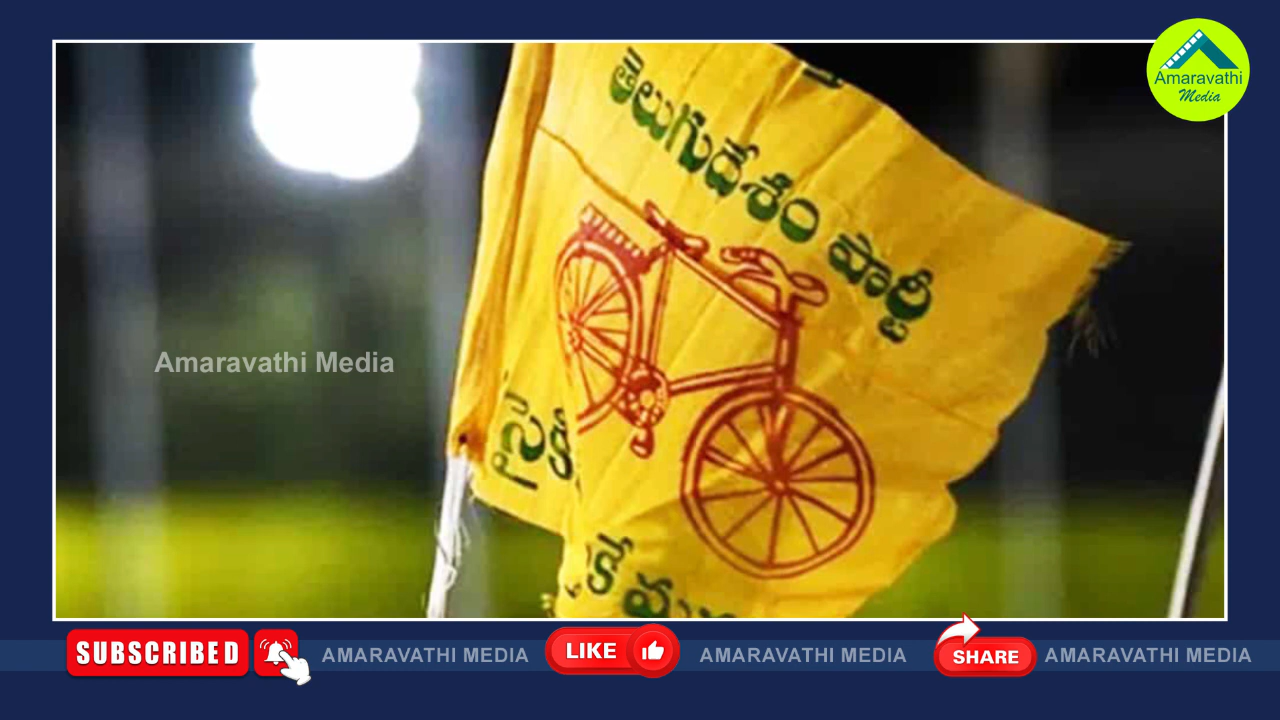 Amaravathi
Media
తెలుగుదేశం పార్టీ
Amaravathi Media
SUBSCRIBED
AMARAVATHI MEDIA
LIKE
AMARAVATHI MEDIA
SHARE
AMARAVATHI MEDIA